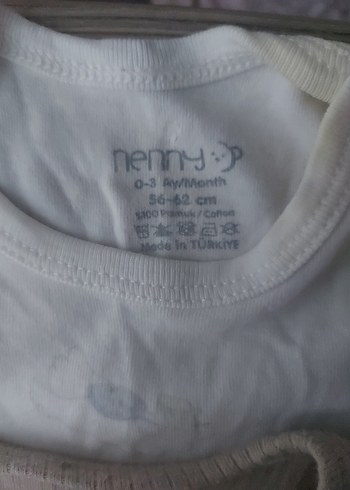 nenny
0-3 Ay/Month
56-62 cm
%100 Pamuk / Cotton
Made in TÜRKİYE